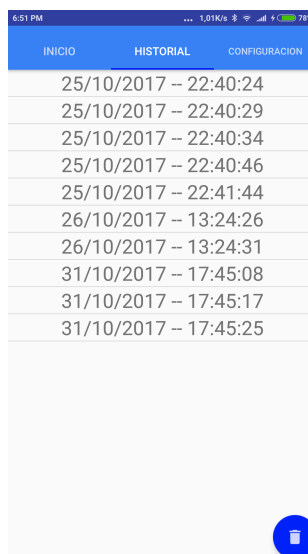 6:51 PM ... 1,01K/s 78
INICIO HISTORIAL CONFIGURACION
25/10/2017 -- 22:40:24
25/10/2017 -- 22:40:29
25/10/2017 -- 22:40:34
25/10/2017 -- 22:40:46
25/10/2017 -- 22:41:44
26/10/2017 -- 13:24:26
26/10/2017 -- 13:24:31
31/10/2017 -- 17:45:08
31/10/2017 -- 17:45:17
31/10/2017 -- 17:45:25